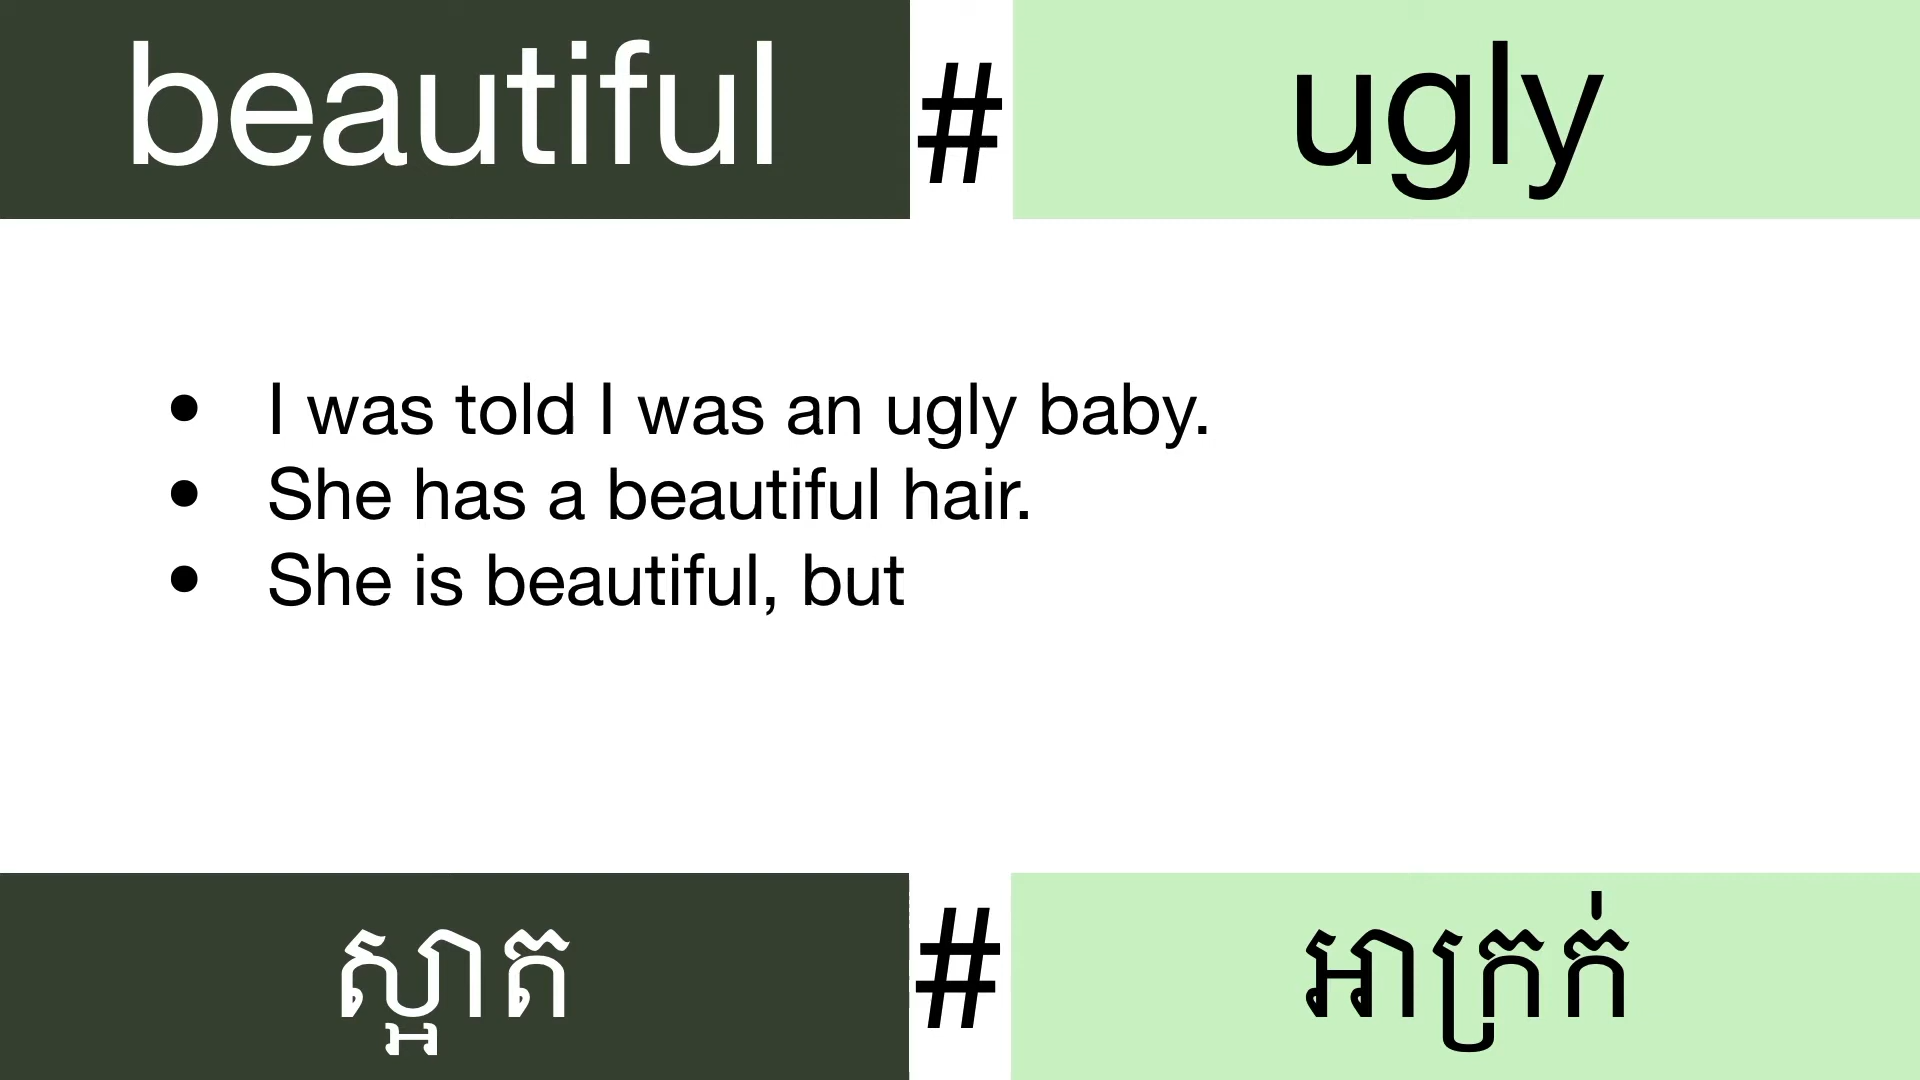 beautiful # ugly
• I was told I was an ugly baby.
• She has a beautiful hair.
• She is beautiful, but
ស្អាត # អាក្រក់